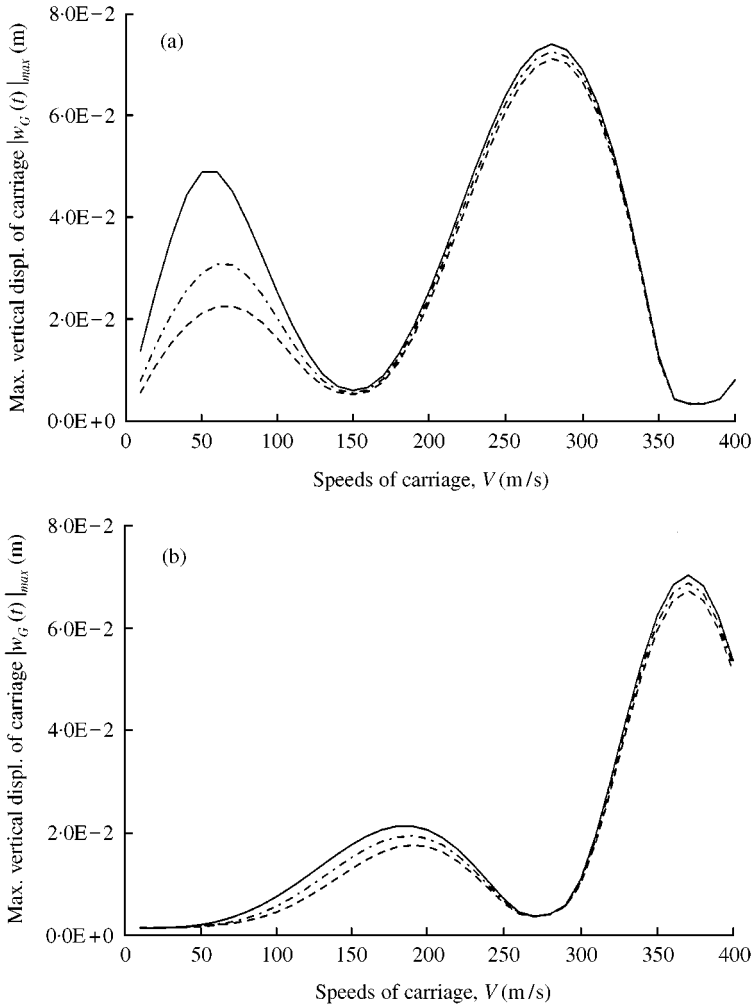 (a)
Max. vertical displ. of carriage |w_G (t)|_max (m)
8·0E−2
6·0E−2
4·0E−2
2·0E−2
0·0E+0
0 50 100 150 200 250 300 350 400
Speeds of carriage, V (m/s)
(b)
Max. vertical displ. of carriage |w_G (t)|_max (m)
8·0E−2
6·0E−2
4·0E−2
2·0E−2
0·0E+0
0 50 100 150 200 250 300 350 400
Speeds of carriage, V (m/s)